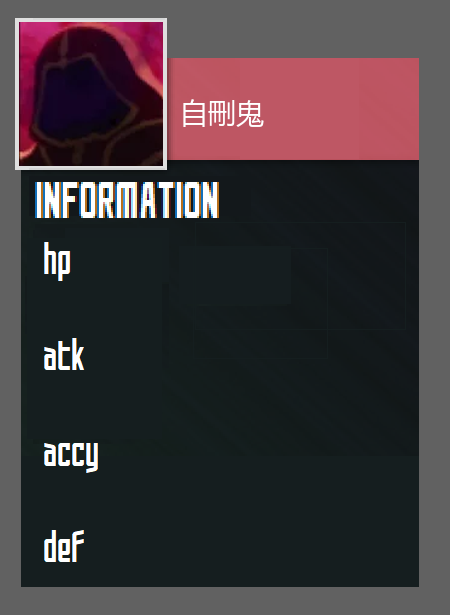 自刪鬼
INFORMATION
hp
atk
accy
def